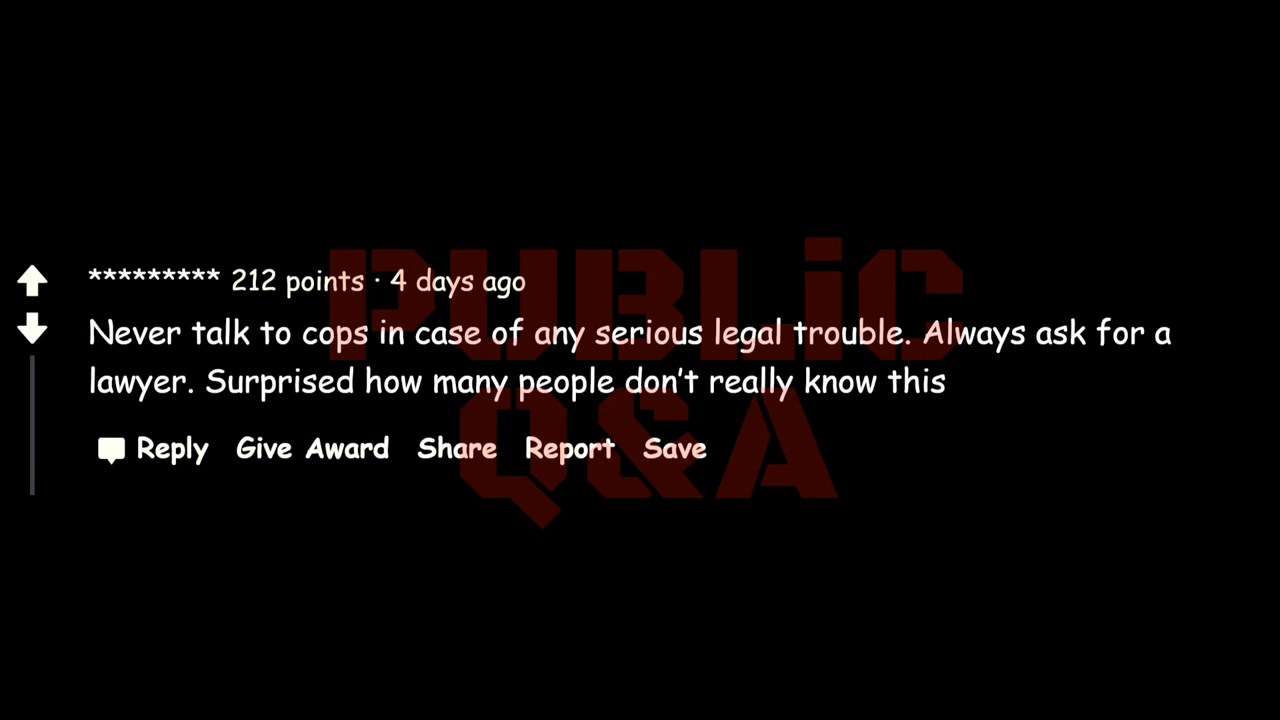 ********* 212 points · 4 days ago
Never talk to cops in case of any serious legal trouble. Always ask for a
lawyer. Surprised how many people don't really know this
Reply Give Award Share Report Save
PUBLiC
Q&A